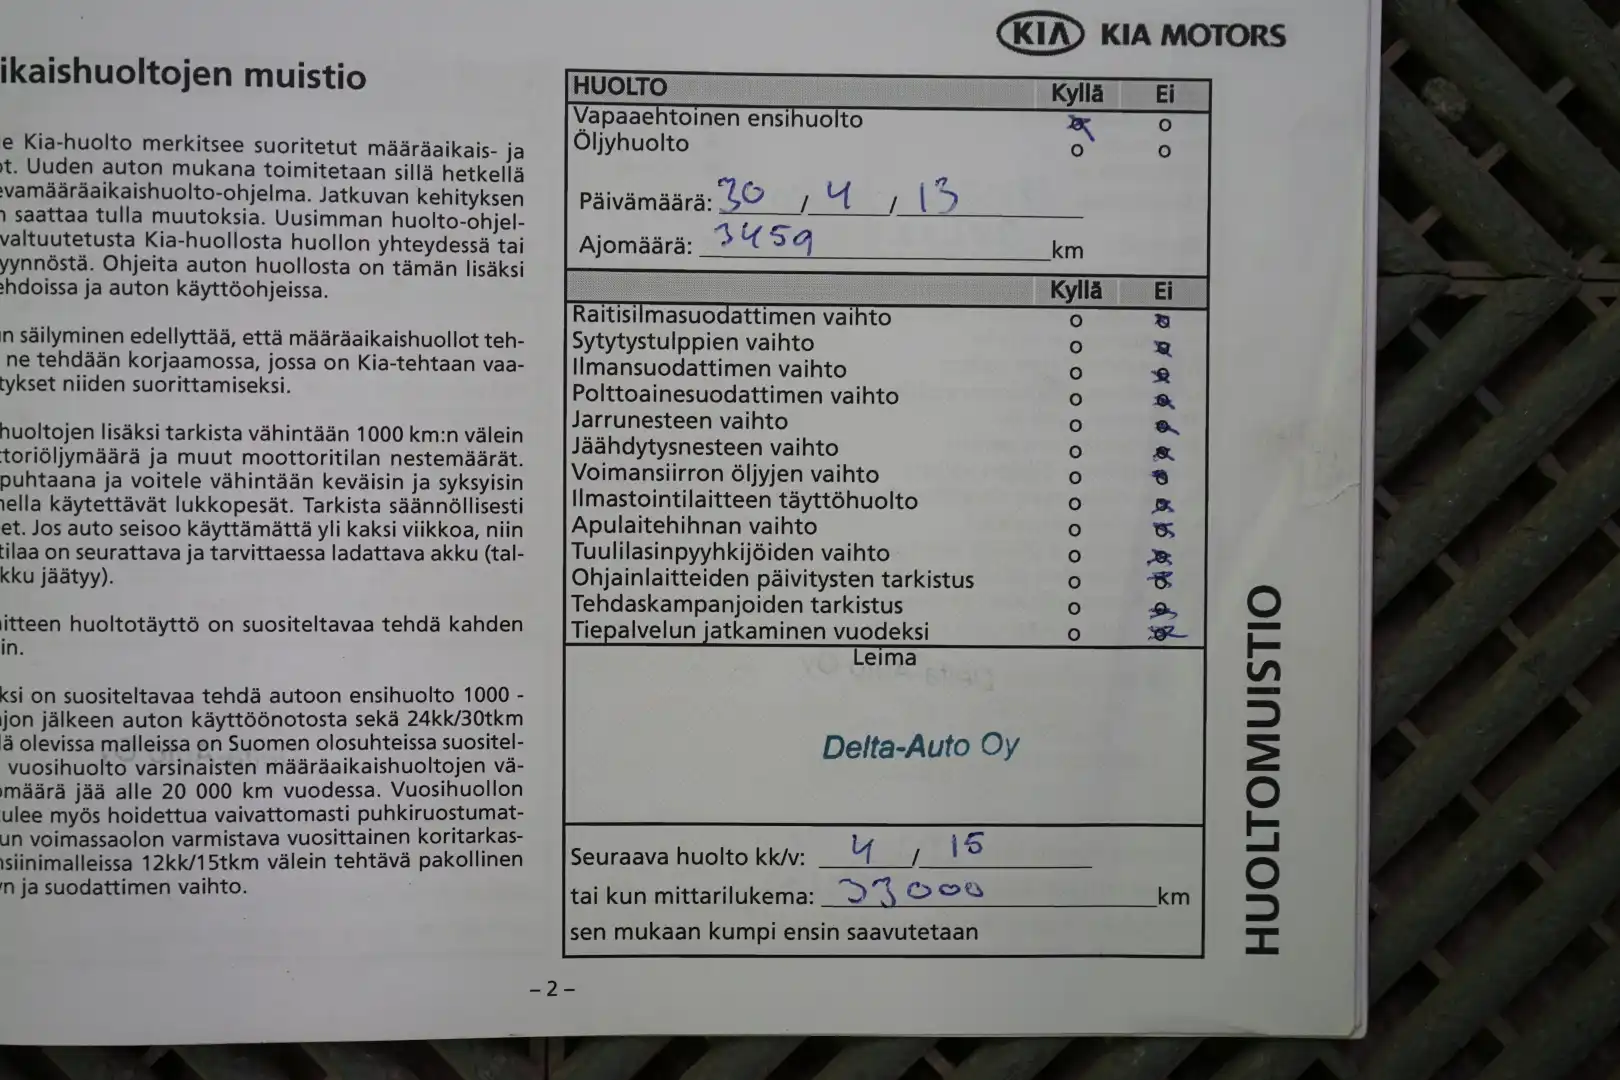 KIA KIA MOTORS
ikaishuoltojen muistio
e Kia-huolto merkitsee suoritetut määräaikais- ja
ot. Uuden auton mukana toimitetaan sillä hetkellä
evamääräaikaishuolto-ohjelma. Jatkuvan kehityksen
n saattaa tulla muutoksia. Uusimman huolto-ohjel-
valtuutetusta Kia-huollosta huollon yhteydessä tai
yynnöstä. Ohjeita auton huollosta on tämän lisäksi
ehdoissa ja auton käyttöohjeissa.
n säilyminen edellyttää, että määräaikaishuollot teh-
ne tehdään korjaamossa, jossa on Kia-tehtaan vaa-
tykset niiden suorittamiseksi.
huoltojen lisäksi tarkista vähintään 1000 km:n välein
ttoriöljymäärä ja muut moottoritilan nestemäärät.
puhtaana ja voitele vähintään keväisin ja syksyisin
nella käytettävät lukkopesät. Tarkista säännöllisesti
et. Jos auto seisoo käyttämättä yli kaksi viikkoa, niin
tilaa on seurattava ja tarvittaessa ladattava akku (tal-
kku jäätyy).
itteen huoltotäyttö on suositeltavaa tehdä kahden
in.
ksi on suositeltavaa tehdä autoon ensihuolto 1000 -
ajon jälkeen auton käyttöönotosta sekä 24kk/30tkm
lä olevissa malleissa on Suomen olosuhteissa suositel-
vuosihuolto varsinaisten määräaikaishuoltojen vä-
omäärä jää alle 20 000 km vuodessa. Vuosihuollon
tulee myös hoidettua vaivattomasti puhkiruostumat-
un voimassaolon varmistava vuosittainen koritarkas-
nsiinimalleissa 12kk/15tkm välein tehtävä pakollinen
yn ja suodattimen vaihto.
HUOLTO Kyllä Ei
Vapaaehtoinen ensihuolto
Öljyhuolto
Päivämäärä: 30 / 4 / 13
Ajomäärä: 3459 km
Kyllä Ei
Raitisilmasuodattimen vaihto
Sytytystulppien vaihto
Ilmansuodattimen vaihto
Polttoainesuodattimen vaihto
Jarrunesteen vaihto
Jäähdytysnesteen vaihto
Voimansiirron öljyjen vaihto
Ilmastointilaitteen täyttöhuolto
Apulaitehihnan vaihto
Tuulilasinpyyhkijöiden vaihto
Ohjainlaitteiden päivitysten tarkistus
Tehdaskampanjoiden tarkistus
Tiepalvelun jatkaminen vuodeksi
Leima
Delta-Auto Oy
Seuraava huolto kk/v: 4 / 15
tai kun mittarilukema: 33000 km
sen mukaan kumpi ensin saavutetaan
– 2 –
HUOLTOMUISTIO